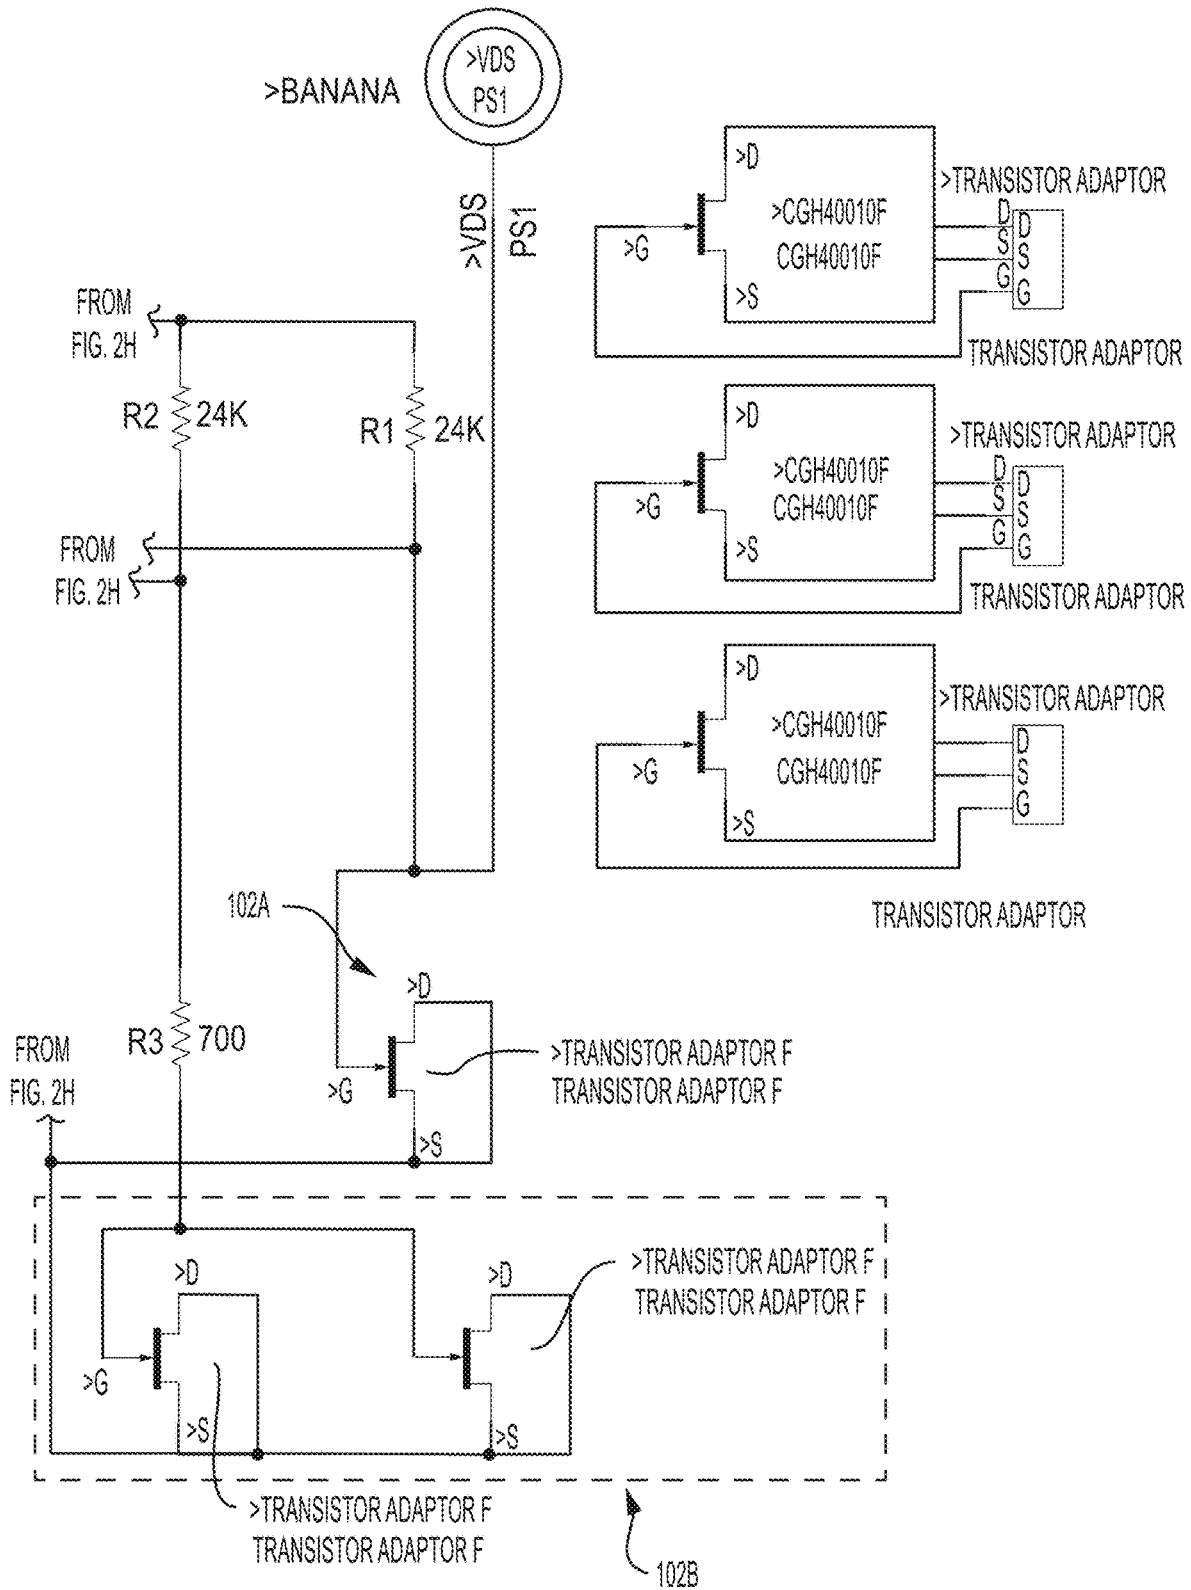 >VDS
PS1
>BANANA
>VDS
PS1
>D
>G
>S
>CGH40010F
CGH40010F
>TRANSISTOR ADAPTOR
D
S
G
D
S
G
TRANSISTOR ADAPTOR
FROM
FIG. 2H
R2
24K
R1
24K
>D
>G
>S
>CGH40010F
CGH40010F
>TRANSISTOR ADAPTOR
D
S
G
D
S
G
TRANSISTOR ADAPTOR
FROM
FIG. 2H
>D
>G
>S
>CGH40010F
CGH40010F
>TRANSISTOR ADAPTOR
D
S
G
TRANSISTOR ADAPTOR
102A
>D
>G
>S
>TRANSISTOR ADAPTOR F
TRANSISTOR ADAPTOR F
R3
700
FROM
FIG. 2H
>D
>G
>S
>D
>S
>TRANSISTOR ADAPTOR F
TRANSISTOR ADAPTOR F
>TRANSISTOR ADAPTOR F
TRANSISTOR ADAPTOR F
102B